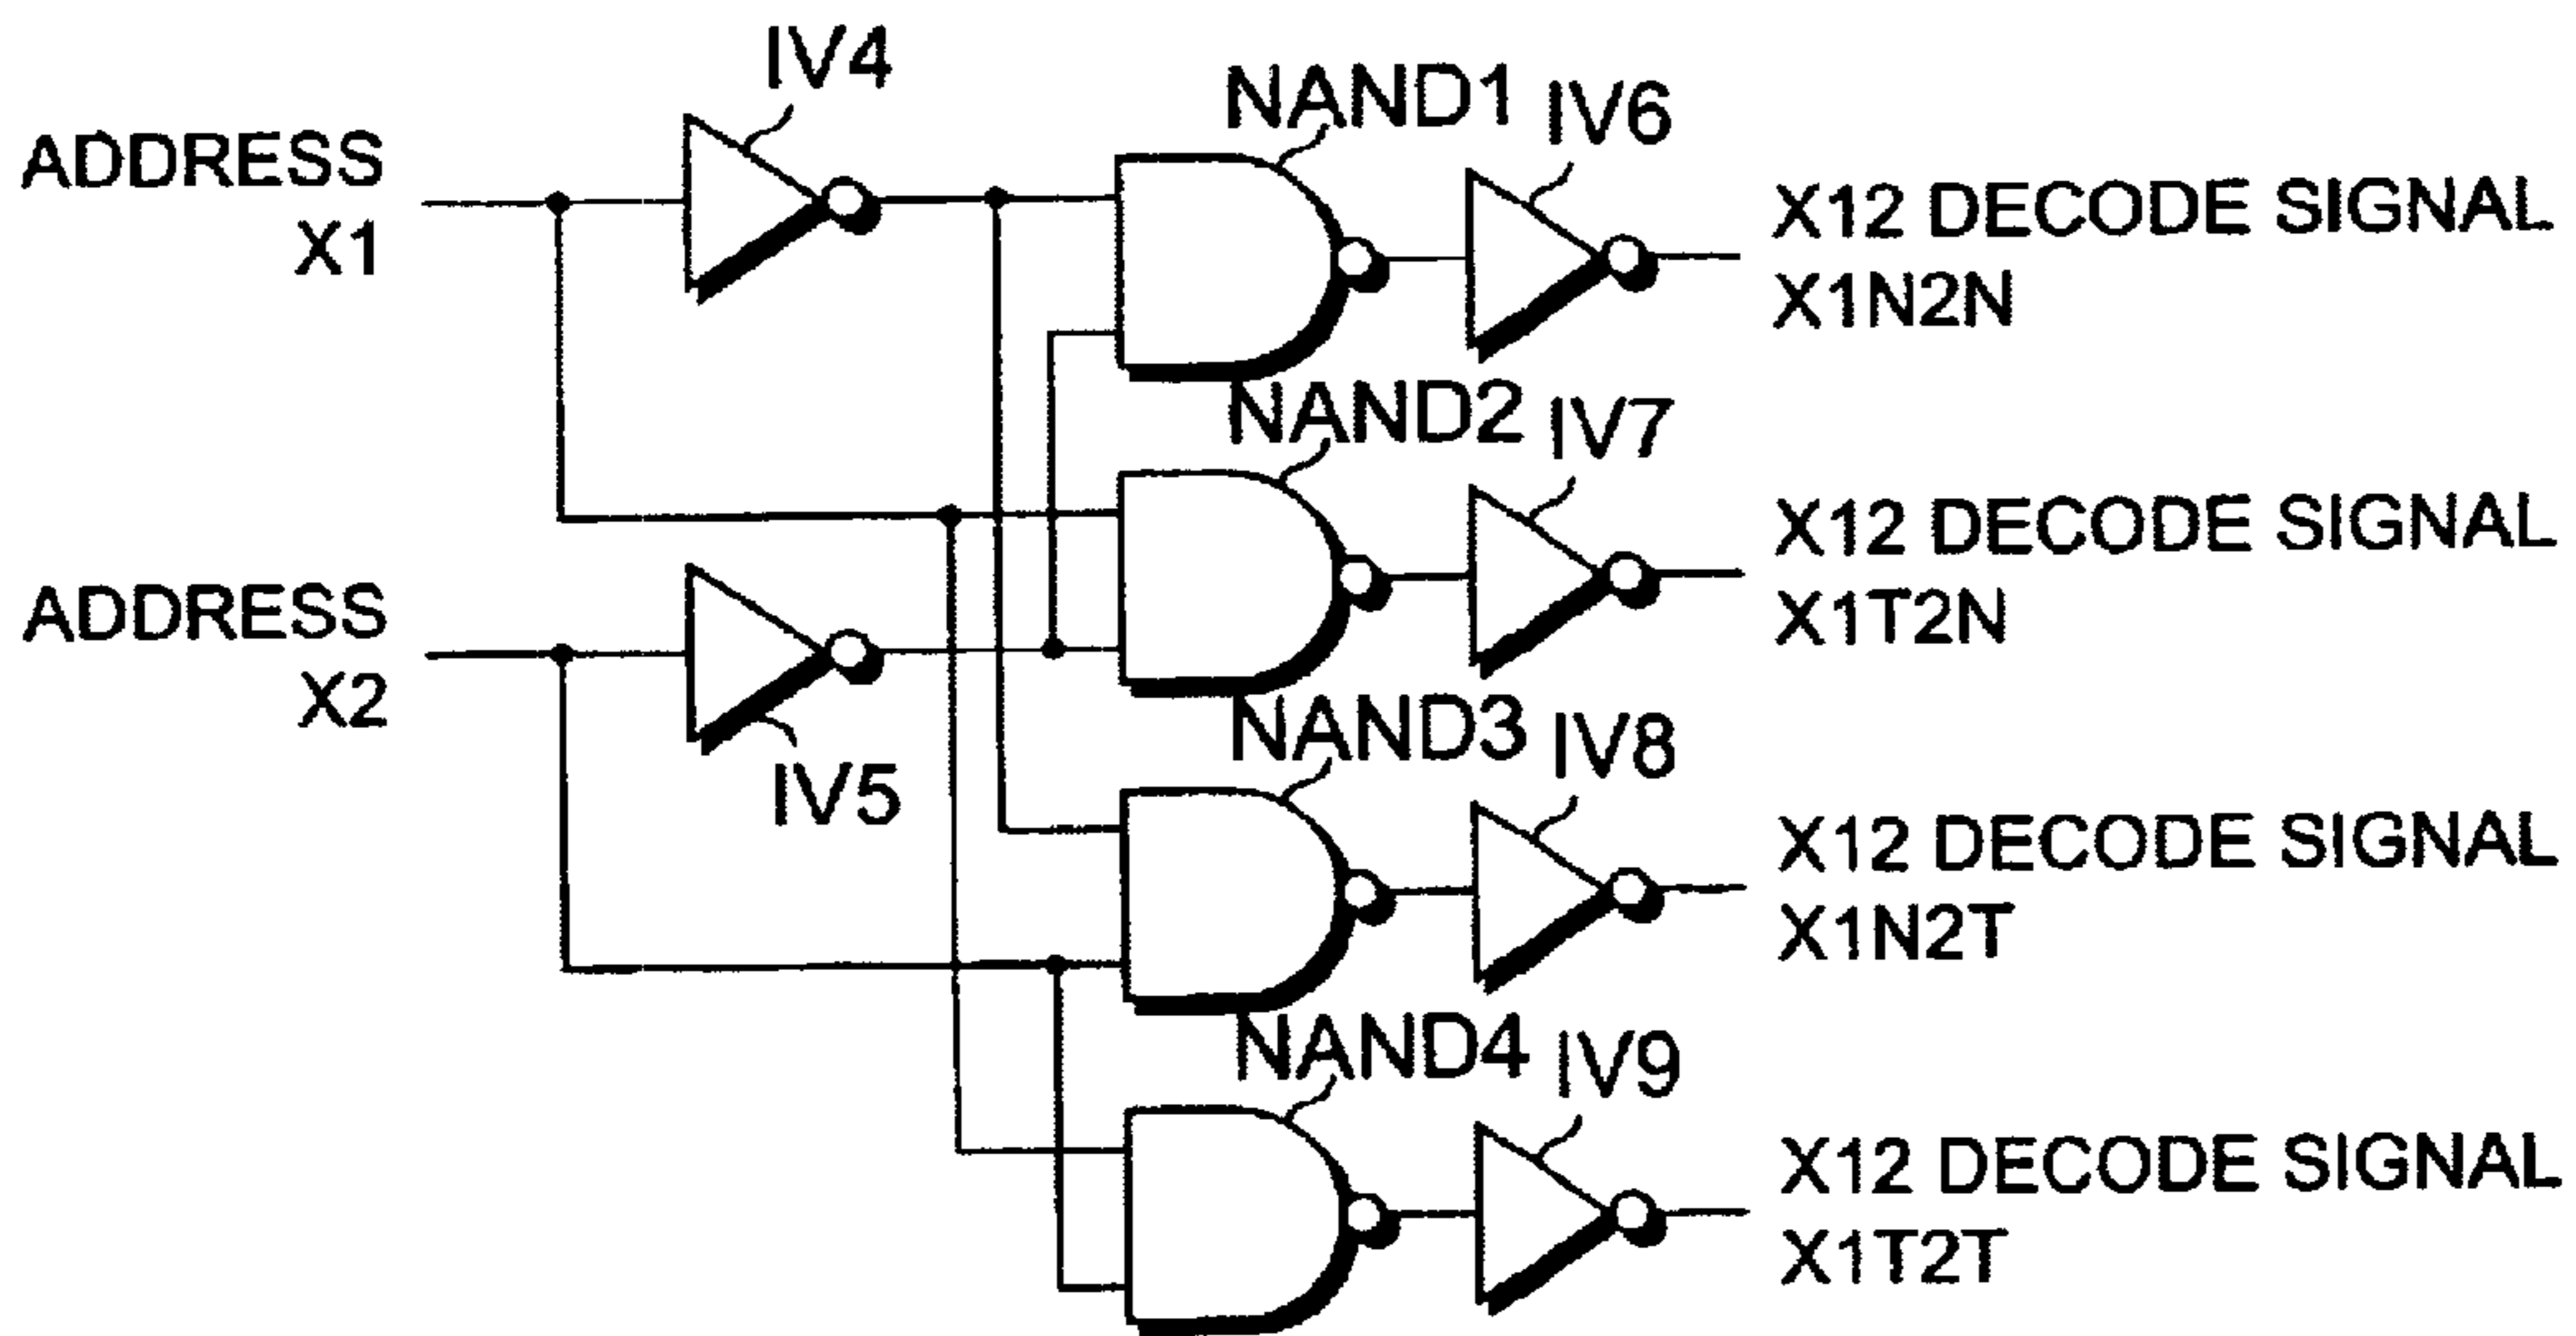 IV4
NAND1
IV6
ADDRESS
X1
X12 DECODE SIGNAL
X1N2N
NAND2
IV7
X12 DECODE SIGNAL
X1T2N
ADDRESS
X2
IV5
NAND3
IV8
X12 DECODE SIGNAL
X1N2T
NAND4
IV9
X12 DECODE SIGNAL
X1T2T